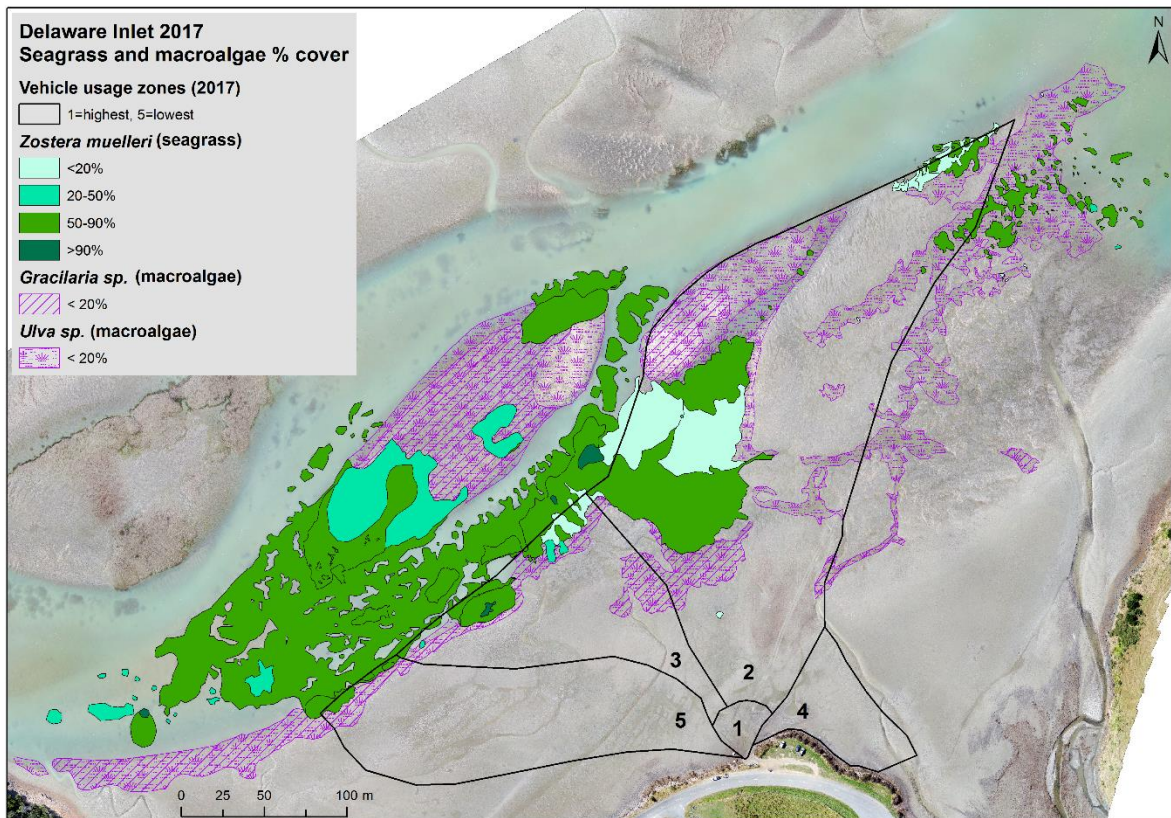 Delaware Inlet 2017
Seagrass and macroalgae % cover
Vehicle usage zones (2017)
1=highest, 5=lowest
Zostera muelleri (seagrass)
<20%
20-50%
50-90%
>90%
Gracilaria sp. (macroalgae)
< 20%
Ulva sp. (macroalgae)
< 20%
N
3
2
5
1
4
0 25 50 100 m